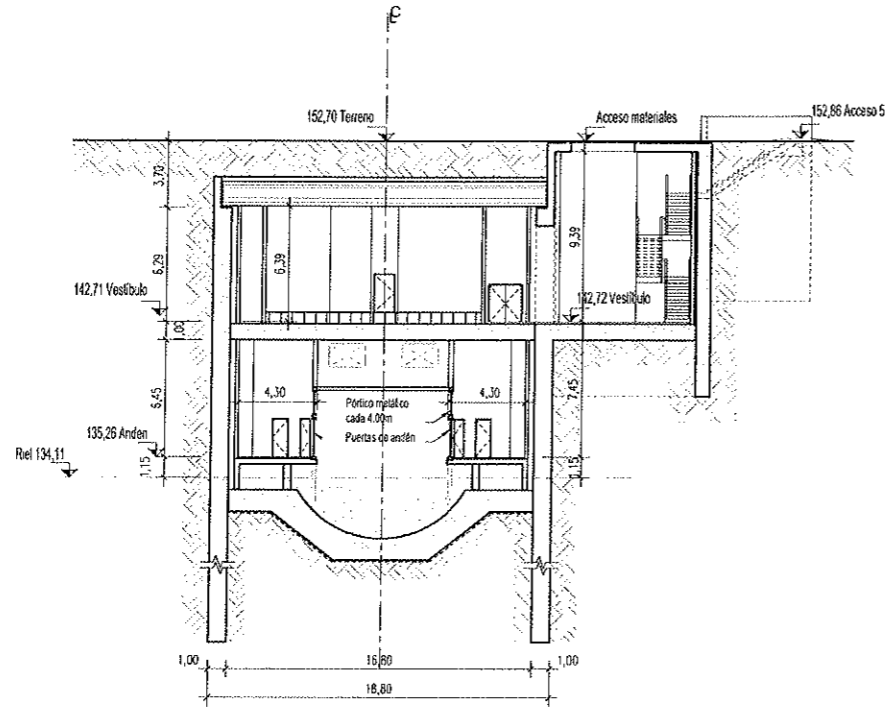 C
152,70 Terreno
Acceso materiales
152,86 Acceso 5
3,70
6,29
6,39
9,39
142,71 Vestíbulo
142,72 Vestíbulo
1,00
6,45
7,45
4,30
4,30
Pórtico metálico
cada 4.00m
Puertas de andén
135,26 Anden
Riel 134,11
1,15
1,15
1,00
16,80
1,00
18,80